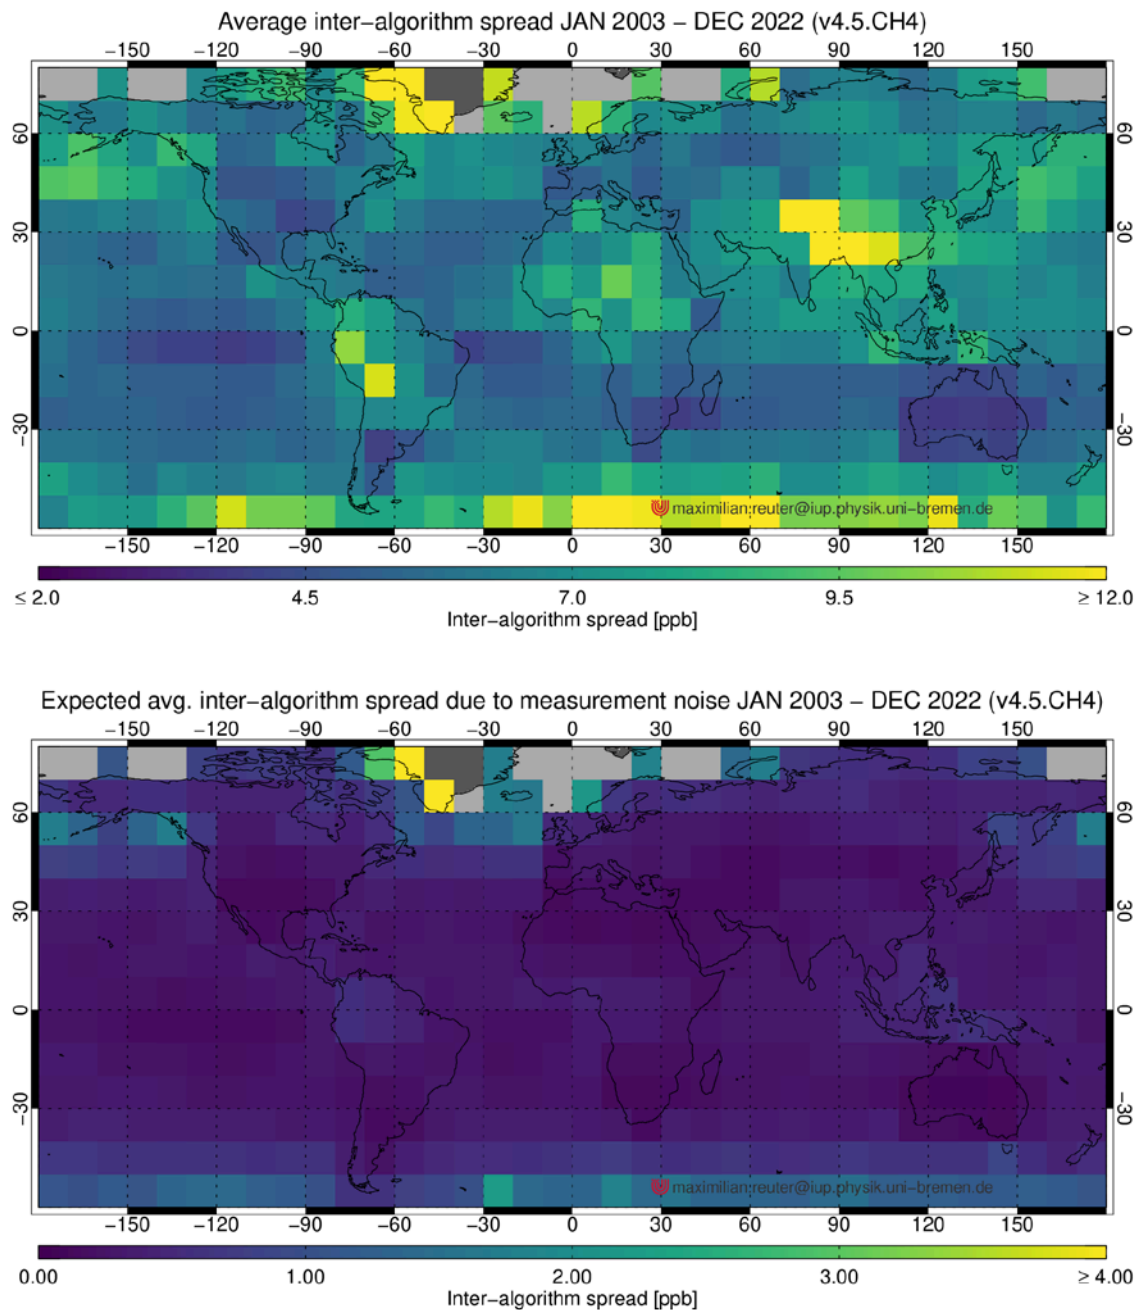 Average inter−algorithm spread JAN 2003 − DEC 2022 (v4.5.CH4)
−150 −120 −90 −60 −30 0 30 60 90 120 150
60 60
30 30
0 0
−30 −30
maximilian.reuter@iup.physik.uni−bremen.de
−150 −120 −90 −60 −30 0 30 60 90 120 150
≤ 2.0 4.5 7.0 9.5 ≥ 12.0
Inter−algorithm spread [ppb]
Expected avg. inter−algorithm spread due to measurement noise JAN 2003 − DEC 2022 (v4.5.CH4)
−150 −120 −90 −60 −30 0 30 60 90 120 150
60 60
30 30
0 0
−30 −30
maximilian.reuter@iup.physik.uni−bremen.de
−150 −120 −90 −60 −30 0 30 60 90 120 150
0.00 1.00 2.00 3.00 ≥ 4.00
Inter−algorithm spread [ppb]